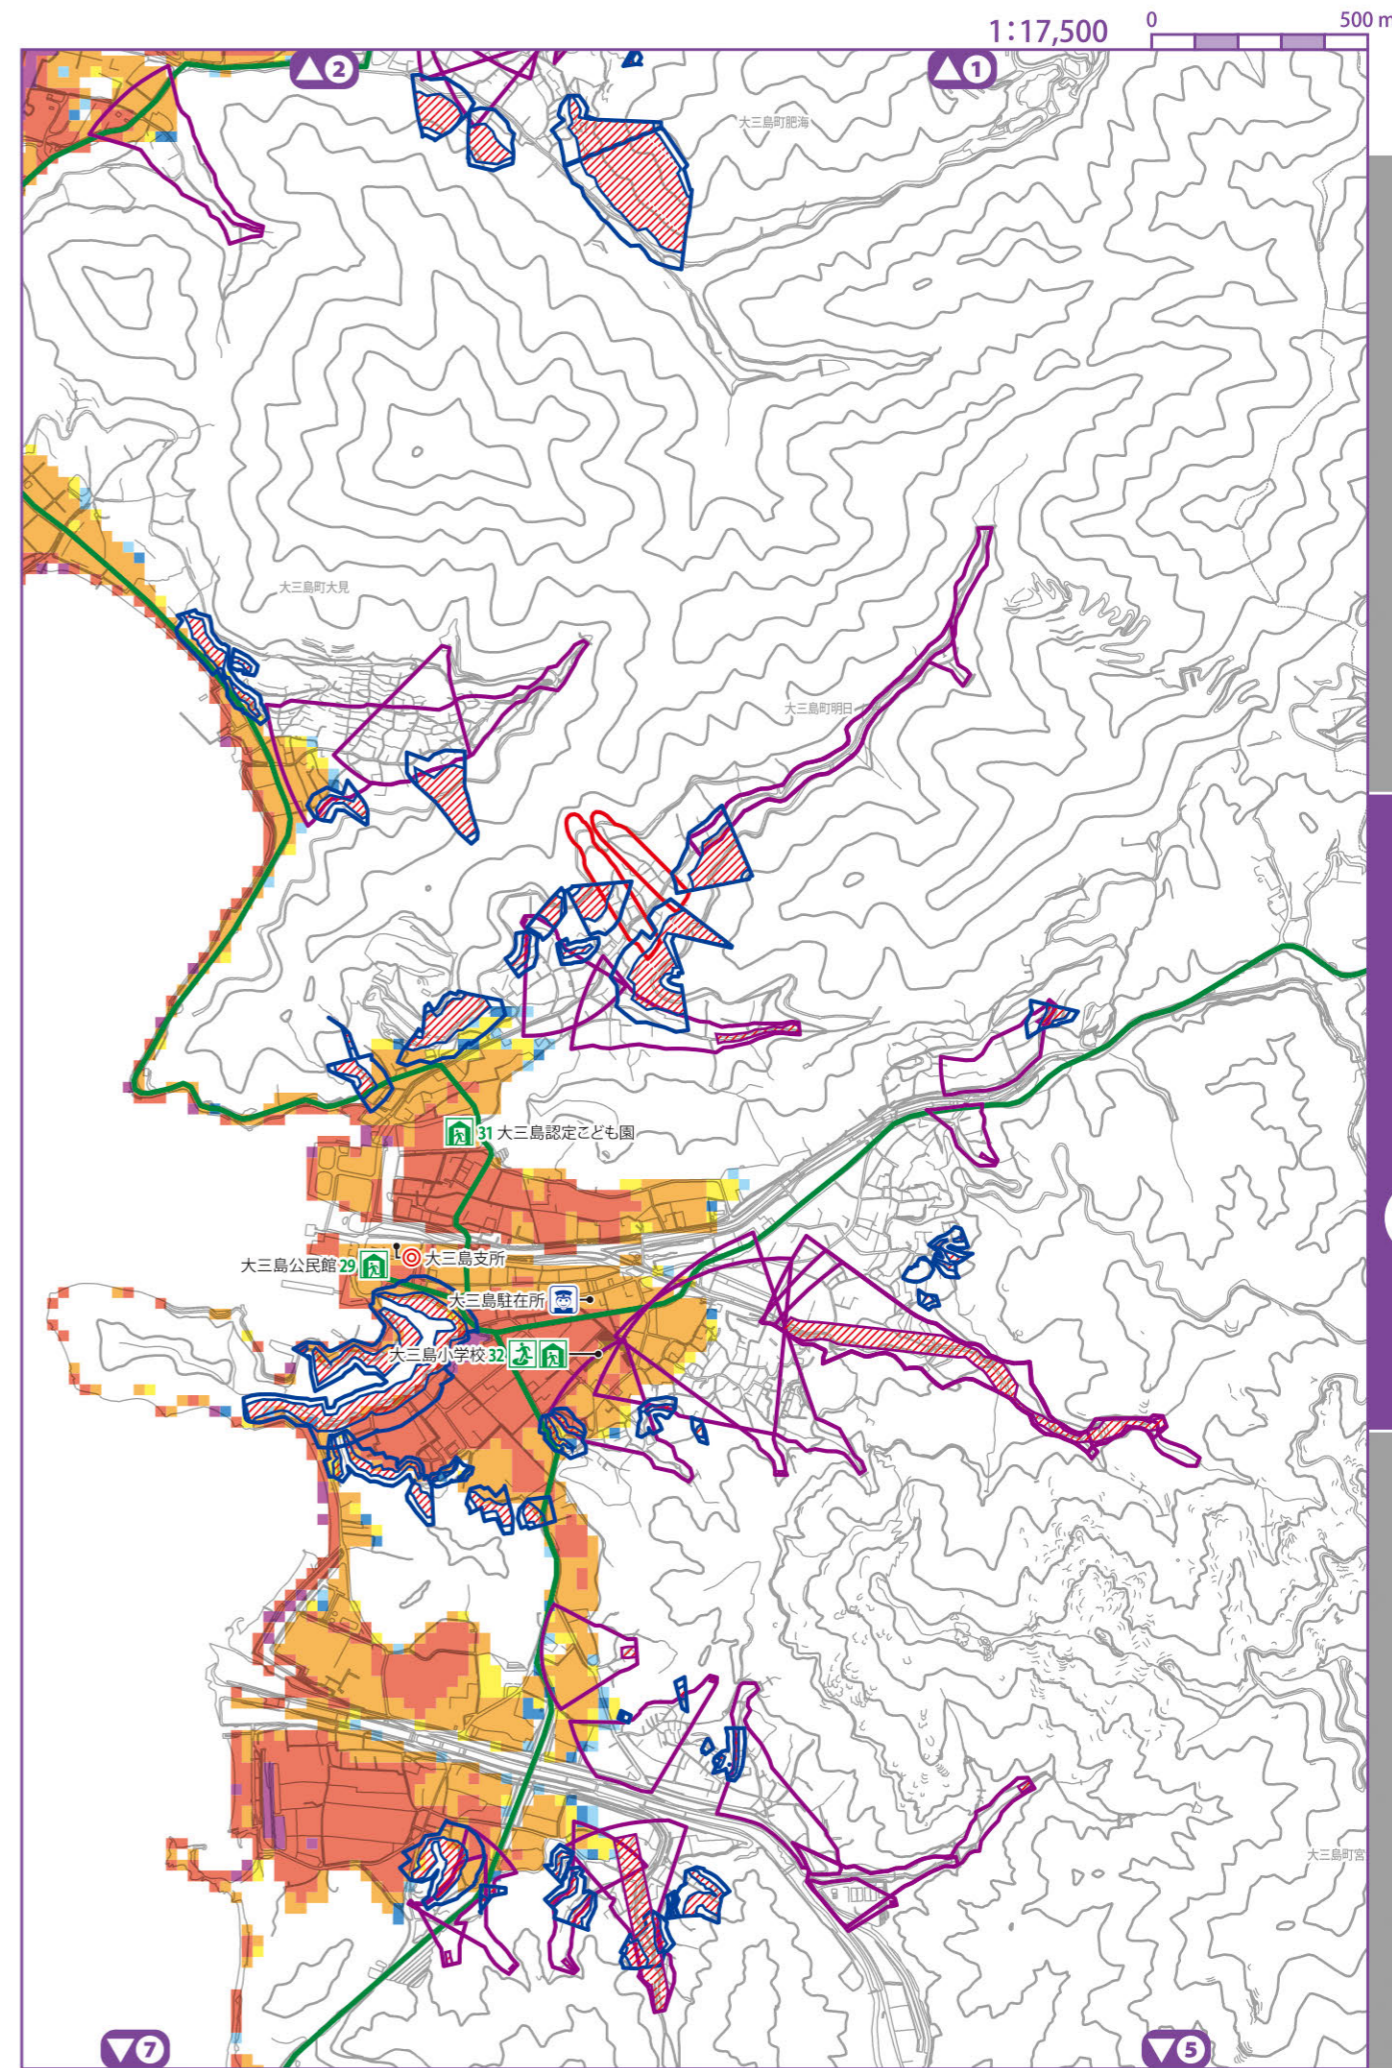 1：17,500
0
500 m
▲2
▲1
大三島町肥海
大三島町大見
大三島町明日
31 大三島認定こども園
大三島公民館 29
大三島支所
大三島駐在所
大三島小学校 32
大三島町宮
▼7
▼5